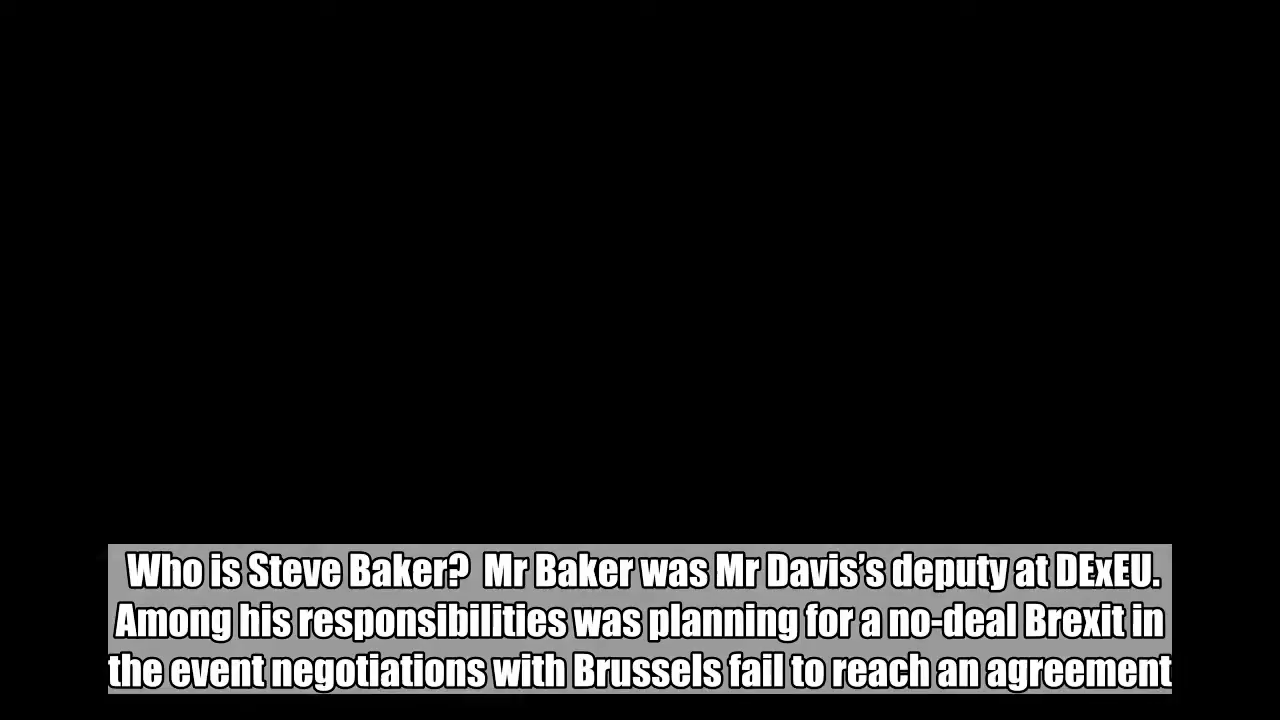 Who is Steve Baker?  Mr Baker was Mr Davis’s deputy at DExEU.
Among his responsibilities was planning for a no-deal Brexit in
the event negotiations with Brussels fail to reach an agreement